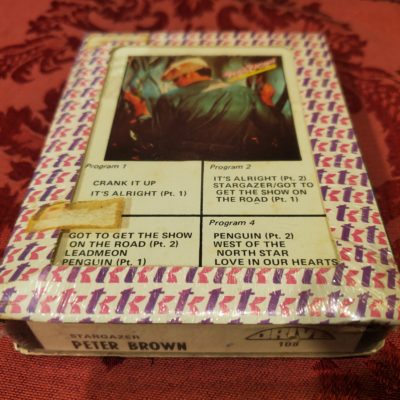 Program 1
CRANK IT UP
IT'S ALRIGHT (Pt. 1)
Program 2
IT'S ALRIGHT (Pt. 2)
STARGAZER/GOT TO
GET THE SHOW ON
THE ROAD (Pt. 1)
GOT TO GET THE SHOW
ON THE ROAD (Pt. 2)
LEADMEON
PENGUIN (Pt. 1)
Program 4
PENGUIN (Pt. 2)
WEST OF THE
NORTH STAR
LOVE IN OUR HEARTS
STARGAZER
PETER BROWN
DRIVE
108